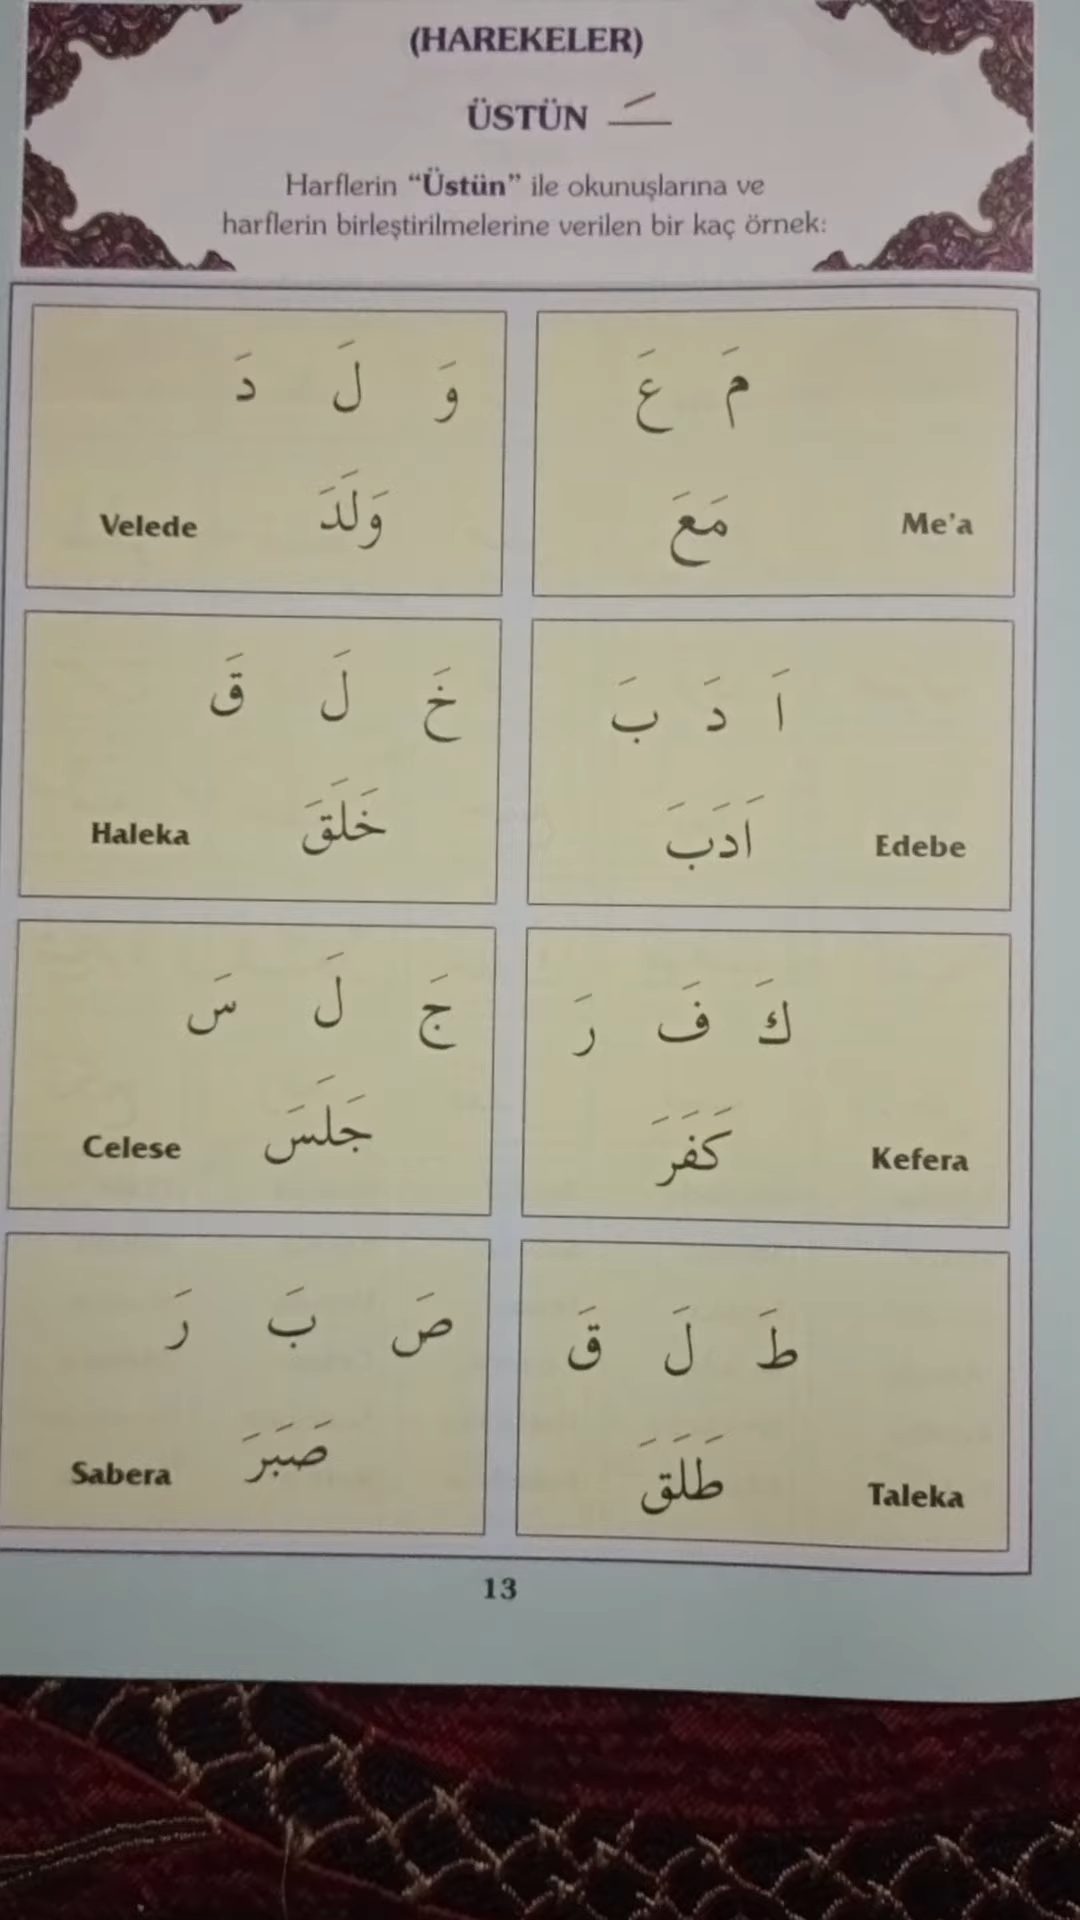 (HAREKELER)
ÜSTÜN ـَ
Harflerin “Üstün” ile okunuşlarına ve
harflerin birleştirilmelerine verilen bir kaç örnek:
مَ عَ
مَعَ Me’a
وَ لَ دَ
وَلَدَ Velede
اَ دَ بَ
اَدَبَ Edebe
خَ لَ قَ
خَلَقَ Haleka
كَ فَ رَ
كَفَرَ Kefera
جَ لَ سَ
جَلَسَ Celese
طَ لَ قَ
طَلَقَ Taleka
صَ بَ رَ
صَبَرَ Sabera
13